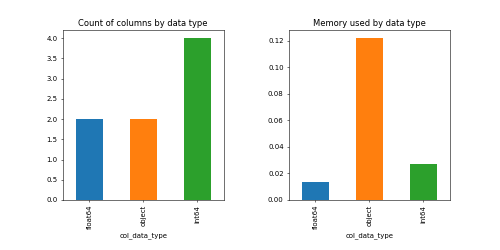 Count of columns by data type
4.0
3.5
3.0
2.5
2.0
1.5
1.0
0.5
0.0
float64
object
int64
col_data_type
Memory used by data type
0.12
0.10
0.08
0.06
0.04
0.02
0.00
float64
object
int64
col_data_type